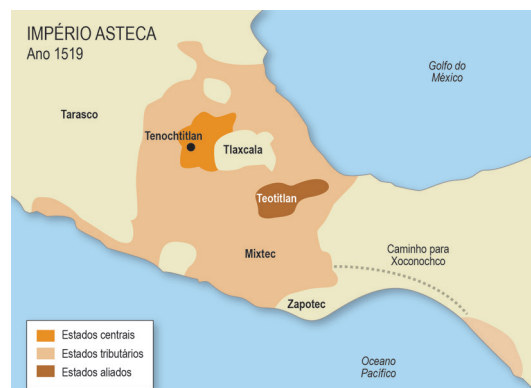 IMPÉRIO ASTECA
Ano 1519
Golfo do
México
Tarasco
Tenochtitlan
Tlaxcala
Teotitlan
Mixtec
Caminho para
Xoconochco
Zapotec
Estados centrais
Estados tributários
Estados aliados
Oceano
Pacífico